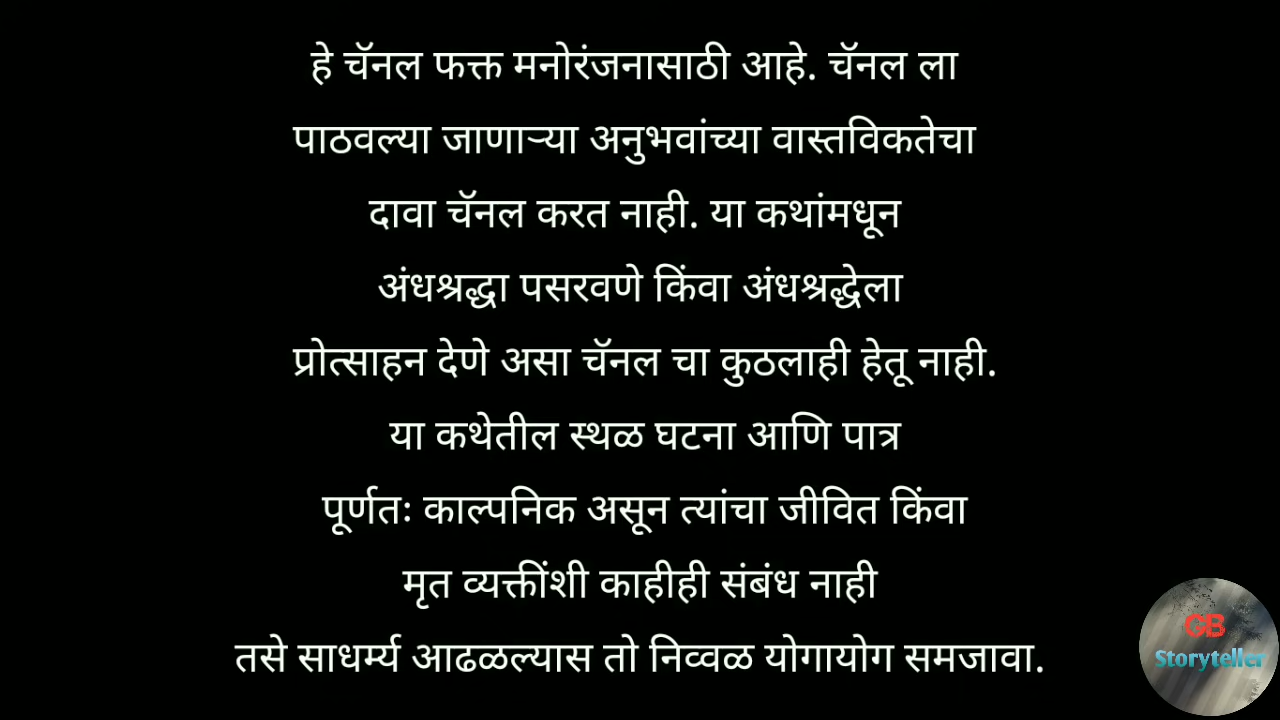 हे चॅनल फक्त मनोरंजनासाठी आहे. चॅनल ला
पाठवल्या जाणाऱ्या अनुभवांच्या वास्तविकतेचा
दावा चॅनल करत नाही. या कथांमधून
अंधश्रद्धा पसरवणे किंवा अंधश्रद्धेला
प्रोत्साहन देणे असा चॅनल चा कुठलाही हेतू नाही.
या कथेतील स्थळ घटना आणि पात्र
पूर्णतः काल्पनिक असून त्यांचा जीवित किंवा
मृत व्यक्तींशी काहीही संबंध नाही
तसे साधर्म्य आढळल्यास तो निव्वळ योगायोग समजावा.
GB
Storyteller